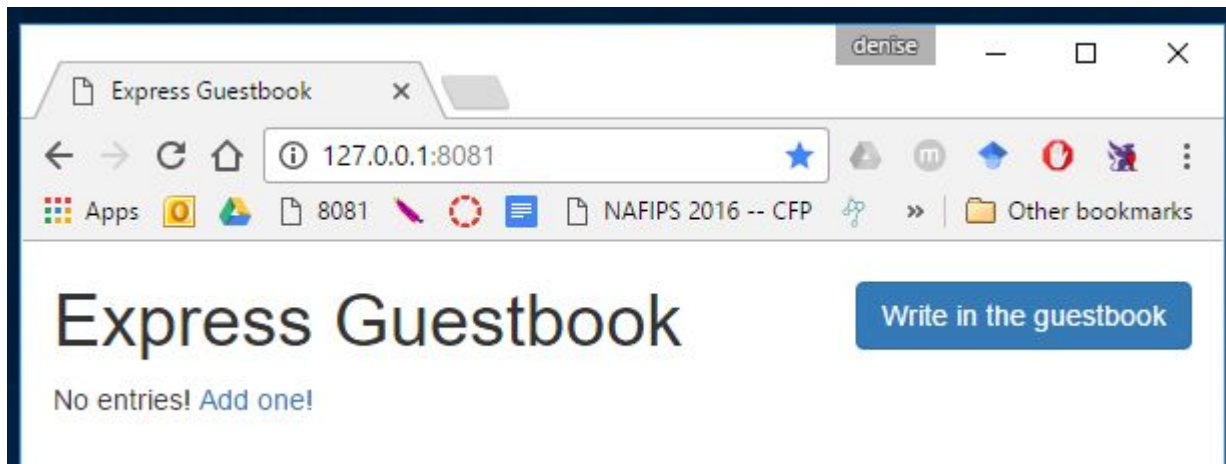 denise
Express Guestbook
127.0.0.1:8081
Apps 8081 NAFIPS 2016 -- CFP » Other bookmarks
Express Guestbook Write in the guestbook
No entries! Add one!